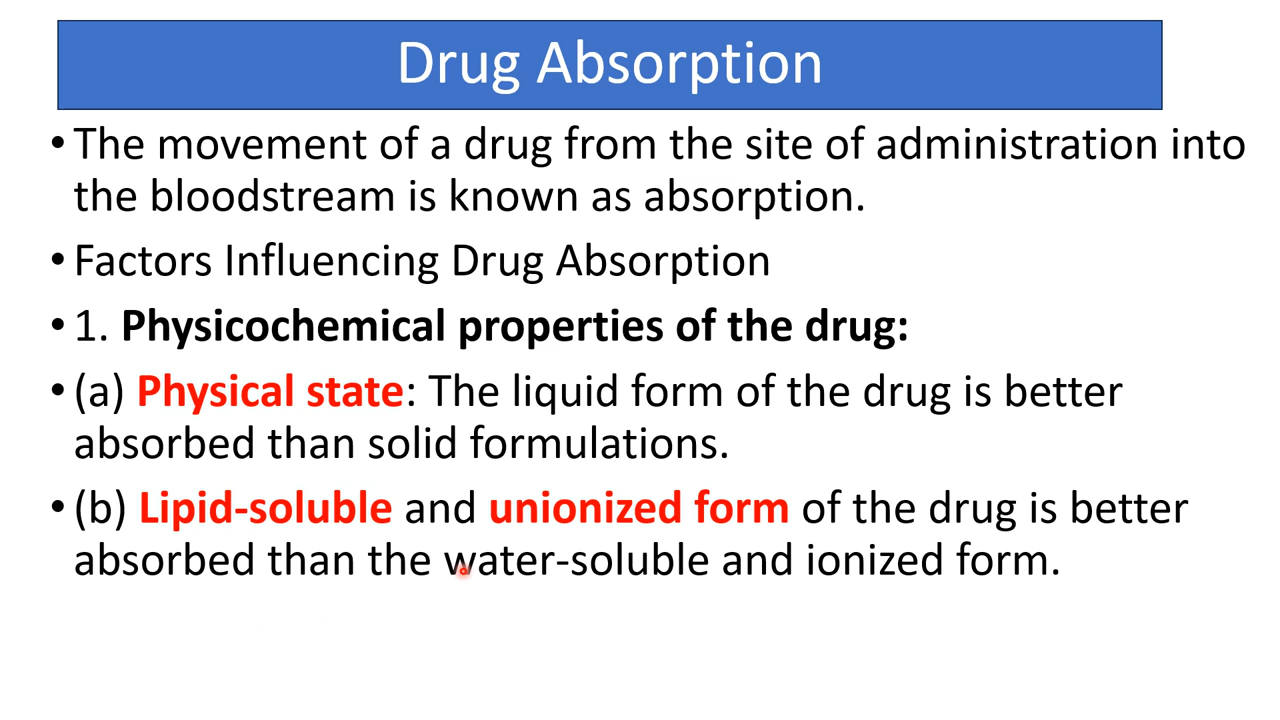 Drug Absorption
• The movement of a drug from the site of administration into
the bloodstream is known as absorption.
• Factors Influencing Drug Absorption
• 1. Physicochemical properties of the drug:
• (a) Physical state: The liquid form of the drug is better
absorbed than solid formulations.
• (b) Lipid-soluble and unionized form of the drug is better
absorbed than the water-soluble and ionized form.